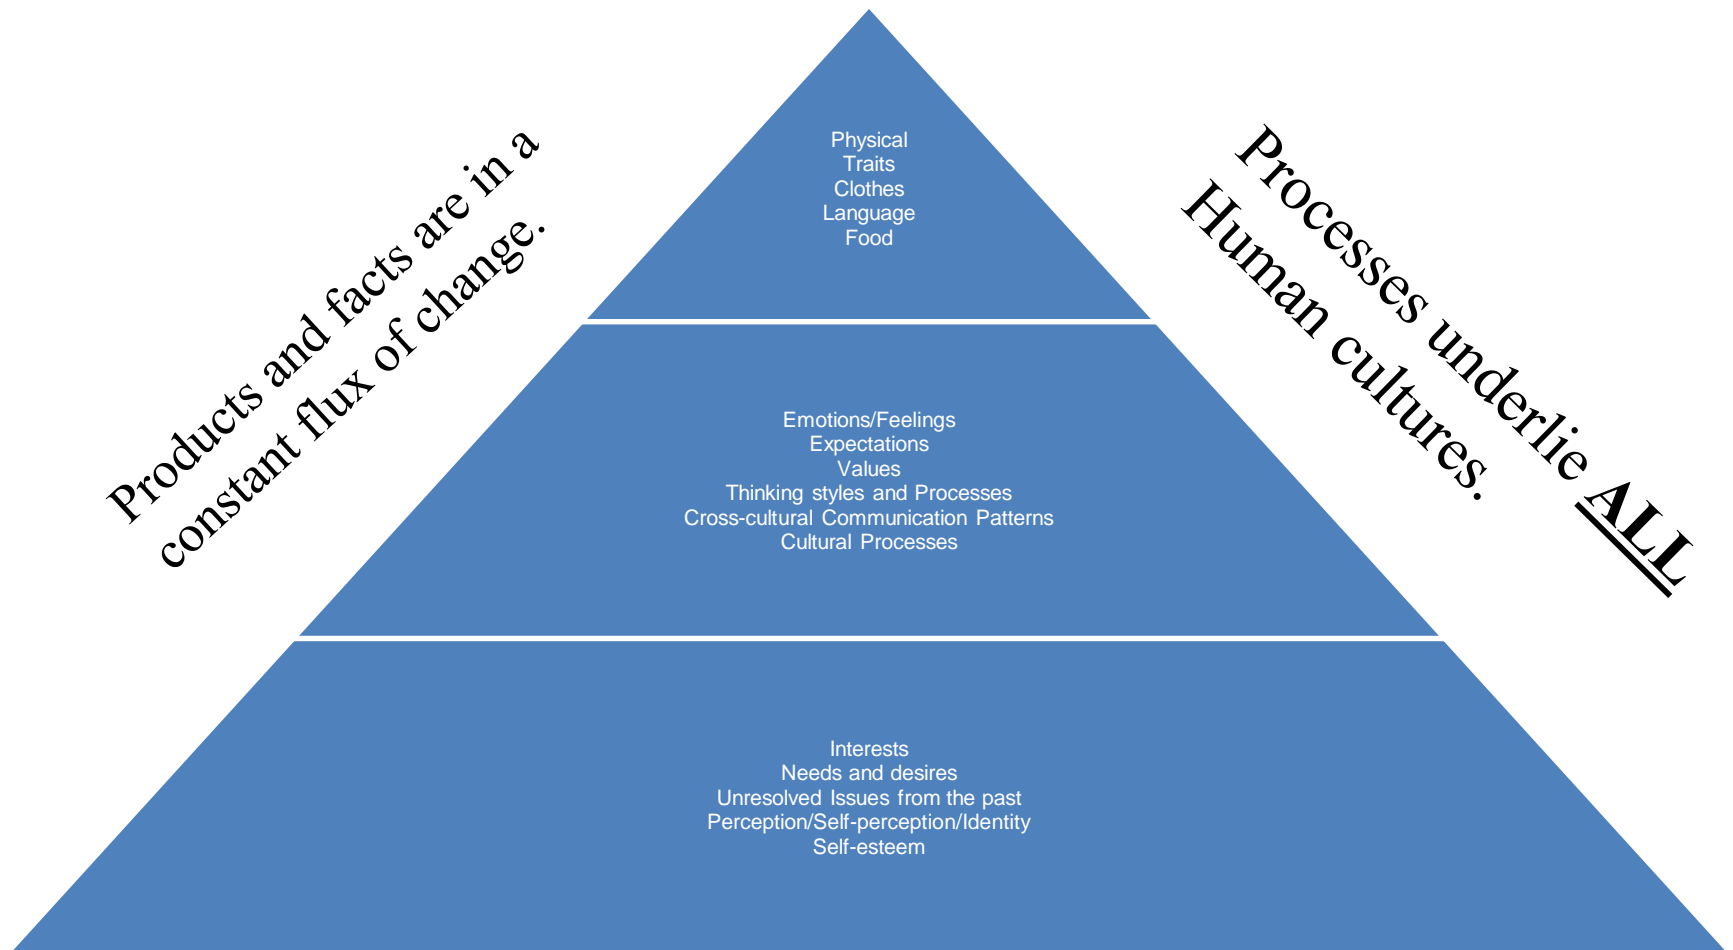 Products and facts are in a
constant flux of change.
Processes underlie ALL
Human cultures.
Physical
Traits
Clothes
Language
Food
Emotions/Feelings
Expectations
Values
Thinking styles and Processes
Cross-cultural Communication Patterns
Cultural Processes
Interests
Needs and desires
Unresolved Issues from the past
Perception/Self-perception/Identity
Self-esteem